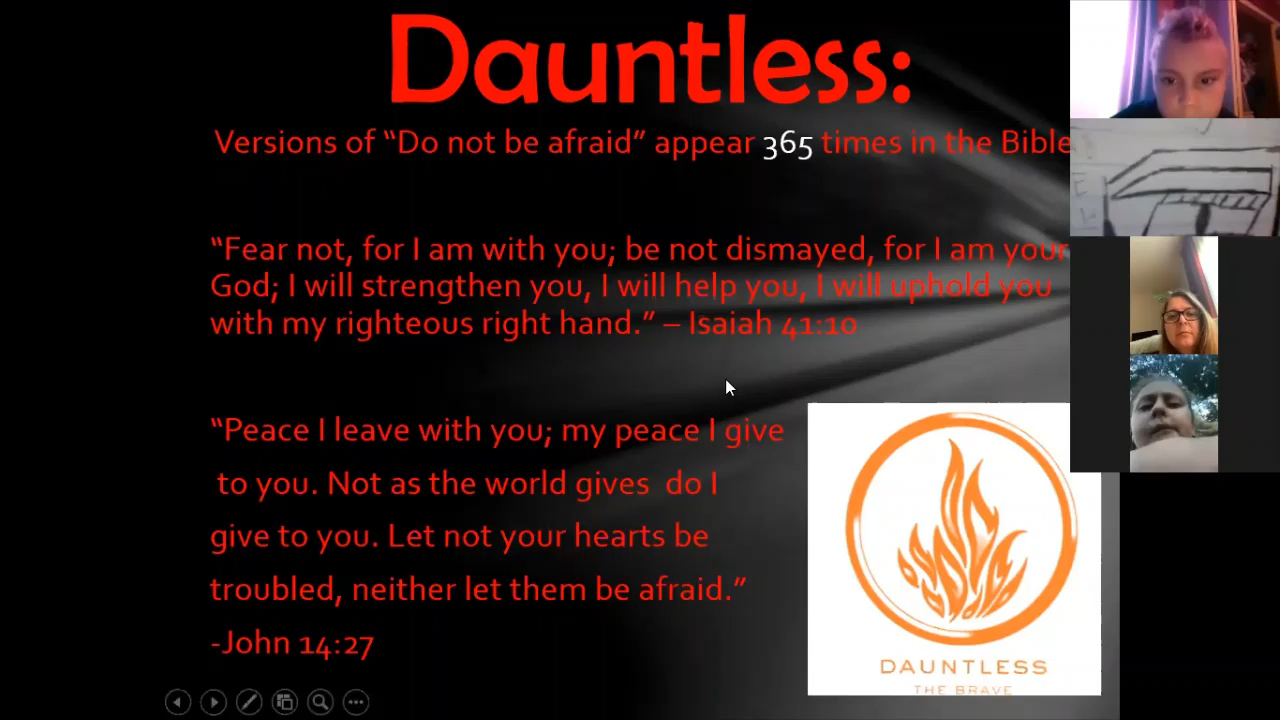 Dauntless:
Versions of “Do not be afraid” appear 365 times in the Bible
“Fear not, for I am with you; be not dismayed, for I am your
God; I will strengthen you, I will help you, I will uphold you
with my righteous right hand.” – Isaiah 41:10
“Peace I leave with you; my peace I give
to you. Not as the world gives do I
give to you. Let not your hearts be
troubled, neither let them be afraid.”
-John 14:27
DAUNTLESS
THE BRAVE